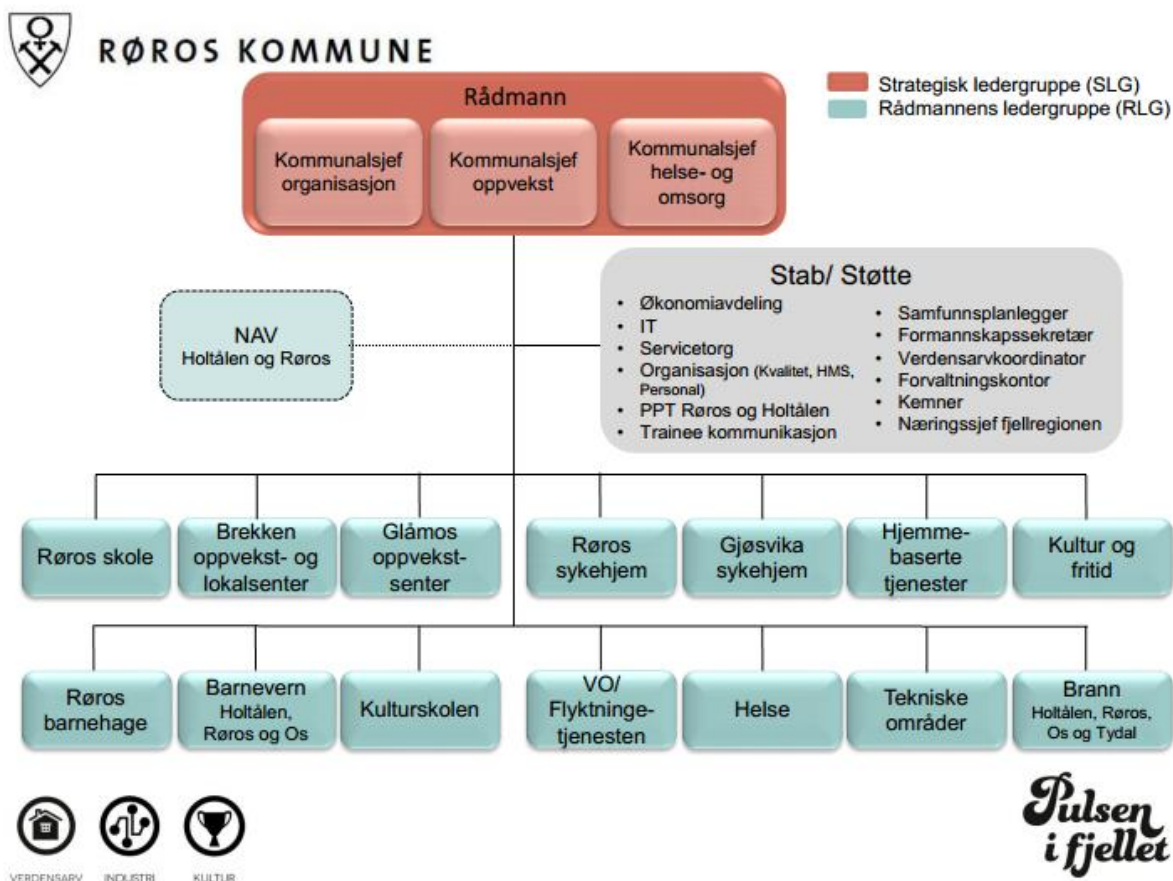 RØROS KOMMUNE
Rådmann
Kommunalsjef
organisasjon
Kommunalsjef
oppvekst
Kommunalsjef
helse- og
omsorg
Strategisk ledergruppe (SLG)
Rådmannens ledergruppe (RLG)
NAV
Holtålen og Røros
Stab/ Støtte
• Økonomiavdeling
• IT
• Servicetorg
• Organisasjon (Kvalitet, HMS,
Personal)
• PPT Røros og Holtålen
• Trainee kommunikasjon
• Samfunnsplanlegger
• Formannskapssekretær
• Verdensarvkoordinator
• Forvaltningskontor
• Kemner
• Næringssjef fjellregionen
Røros skole
Brekken
oppvekst- og
lokalsenter
Glåmos
oppvekst-
senter
Røros
sykehjem
Gjøsvika
sykehjem
Hjemme-
baserte
tjenester
Kultur og
fritid
Røros
barnehage
Barnevern
Holtålen,
Røros og Os
Kulturskolen
VO/
Flyktninge-
tjenesten
Helse
Tekniske
områder
Brann
Holtålen, Røros,
Os og Tydal
VERDENSARV
INDUSTRI
KULTUR
Pulsen
i fjellet